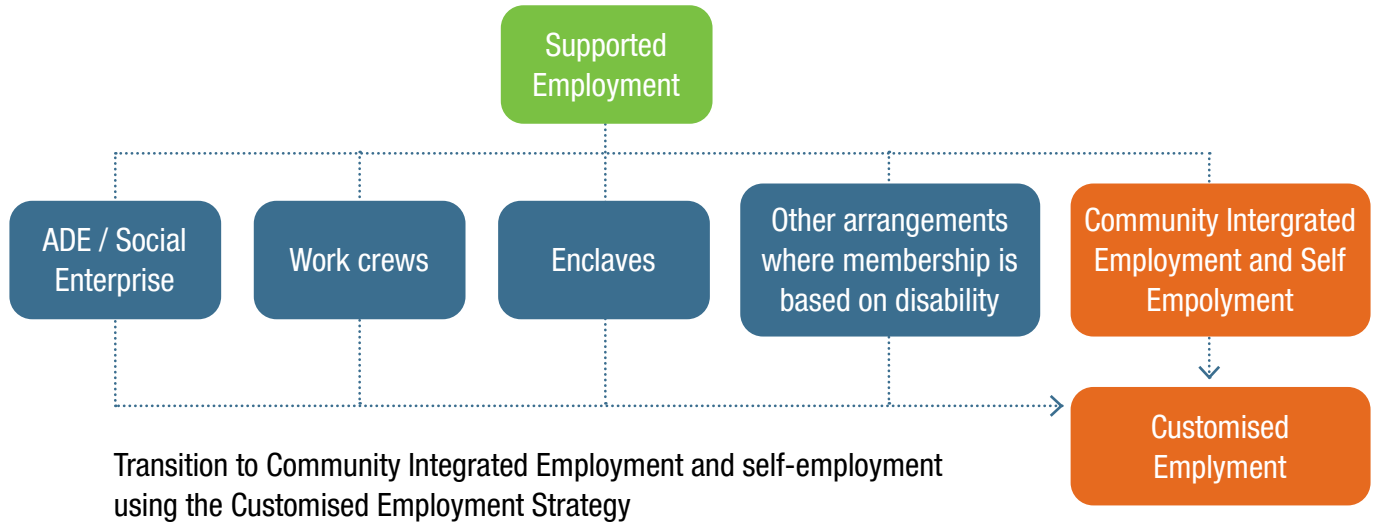 Supported
Employment
ADE / Social
Enterprise
Work crews
Enclaves
Other arrangements
where membership is
based on disability
Community Intergrated
Employment and Self
Empolyment
Customised
Emplyment
Transition to Community Integrated Employment and self-employment
using the Customised Employment Strategy